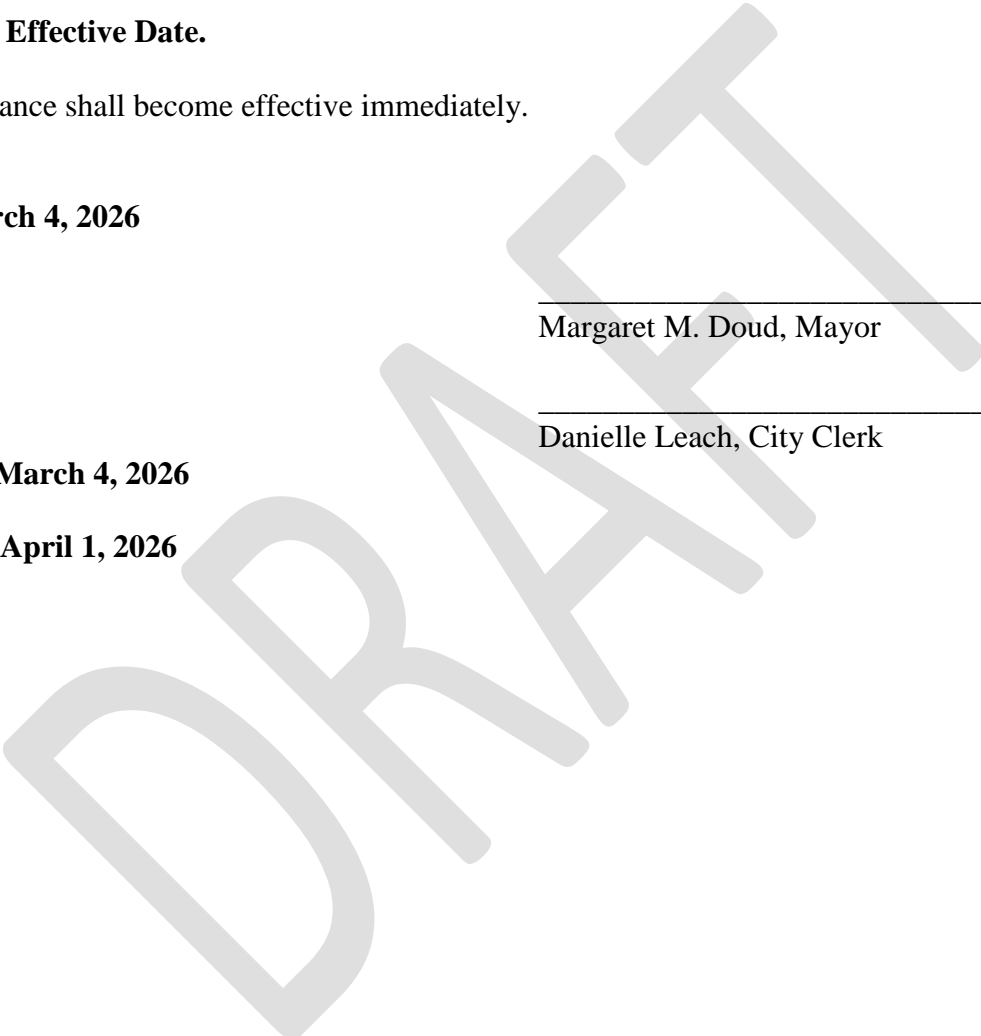 Effective Date.
ance shall become effective immediately.
rch 4, 2026
Margaret M. Doud, Mayor
Danielle Leach, City Clerk
March 4, 2026
April 1, 2026
DRAFT